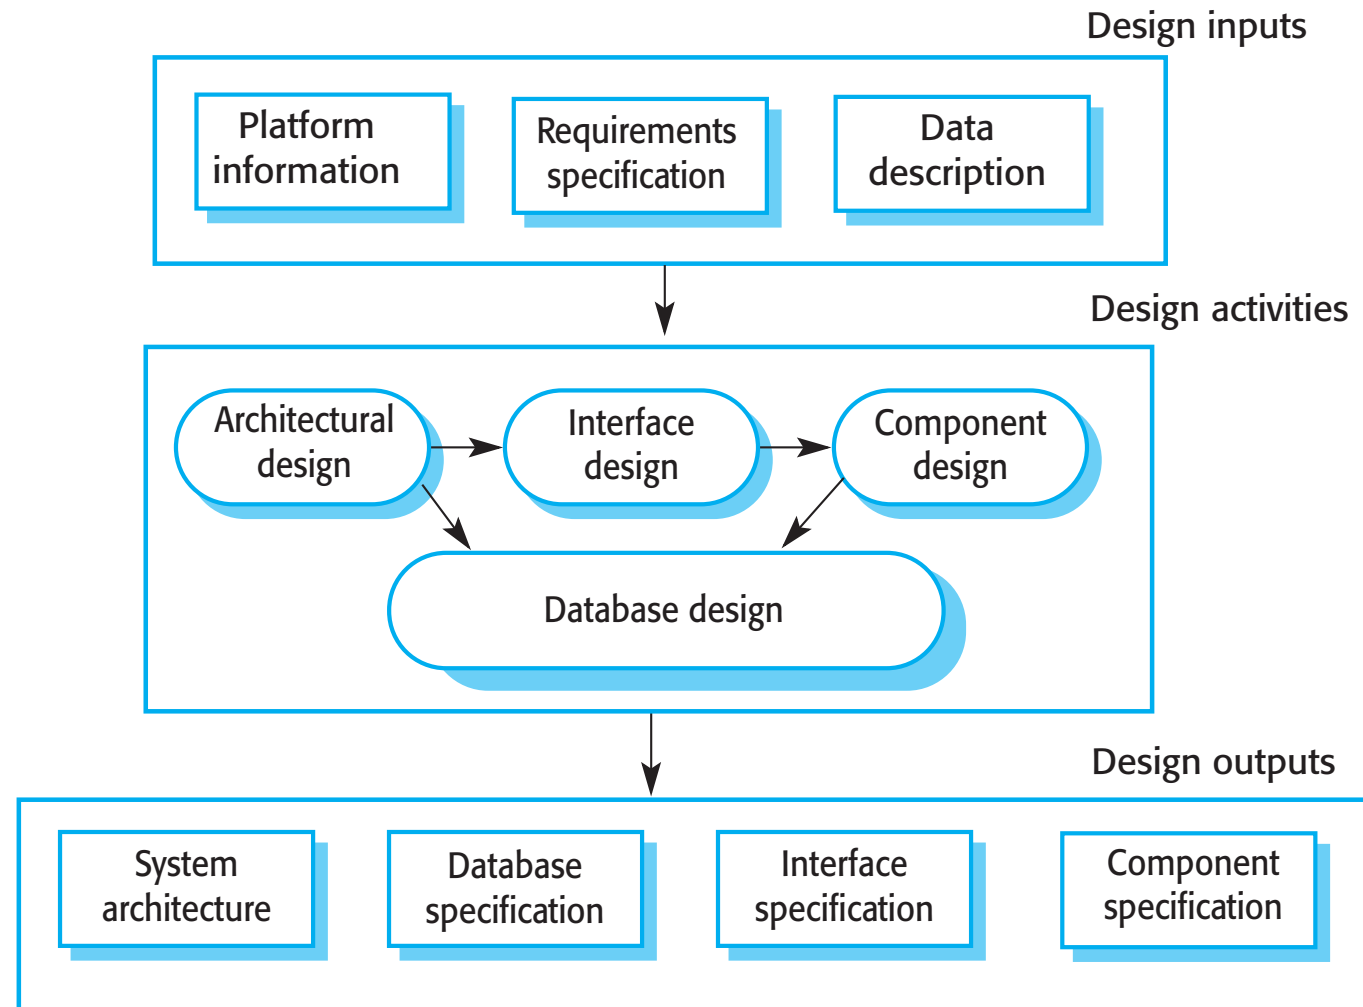 Design inputs
Platform
information
Requirements
specification
Data
description
Design activities
Architectural
design
Interface
design
Component
design
Database design
Design outputs
System
architecture
Database
specification
Interface
specification
Component
specification